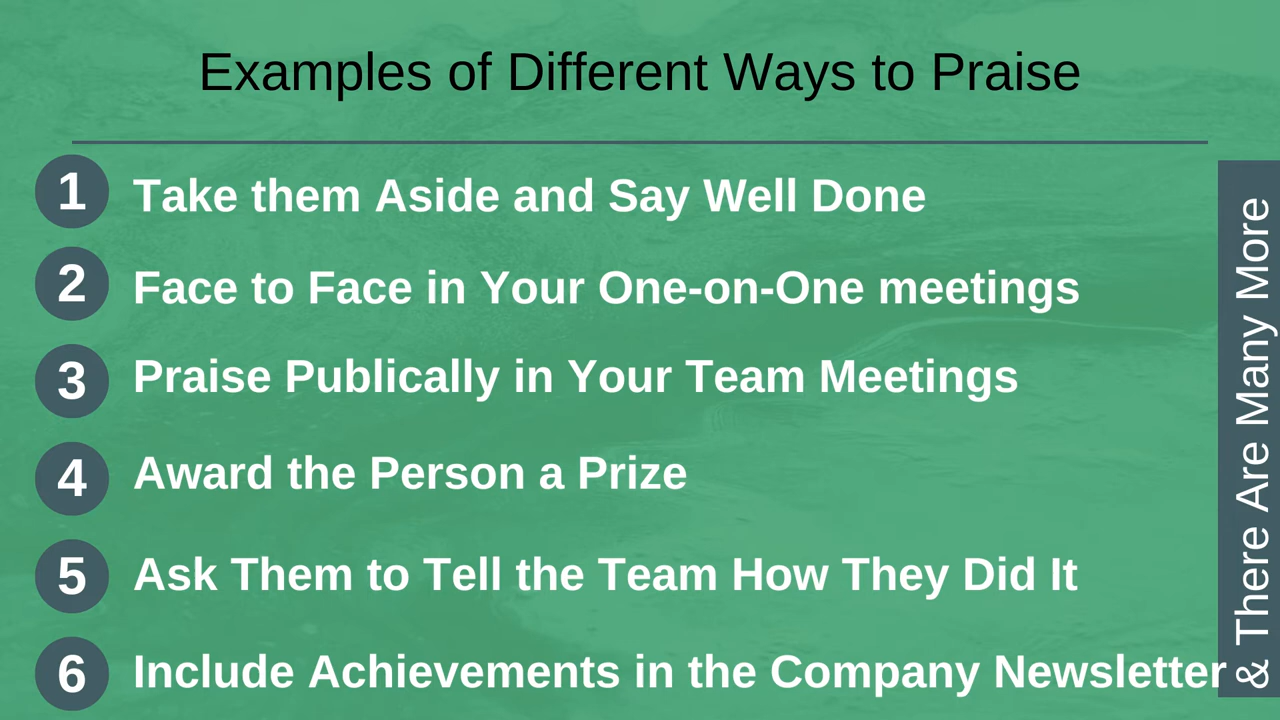 Examples of Different Ways to Praise
1 Take them Aside and Say Well Done
2 Face to Face in Your One-on-One meetings
3 Praise Publically in Your Team Meetings
4 Award the Person a Prize
5 Ask Them to Tell the Team How They Did It
6 Include Achievements in the Company Newsletter
& There Are Many More